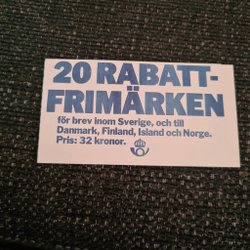 20 RABATT-
FRIMÄRKEN
för brev inom Sverige, och till
Danmark, Finland, Island och Norge.
Pris: 32 kronor.